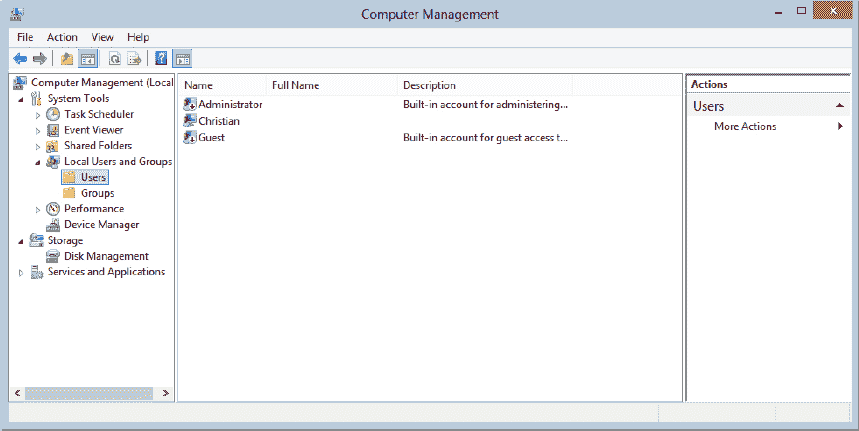 Computer Management
File Action View Help
Computer Management (Local
System Tools
Task Scheduler
Event Viewer
Shared Folders
Local Users and Groups
Users
Groups
Performance
Device Manager
Storage
Disk Management
Services and Applications
Name Full Name Description
Administrator Built-in account for administering...
Christian
Guest Built-in account for guest access t...
Actions
Users
More Actions